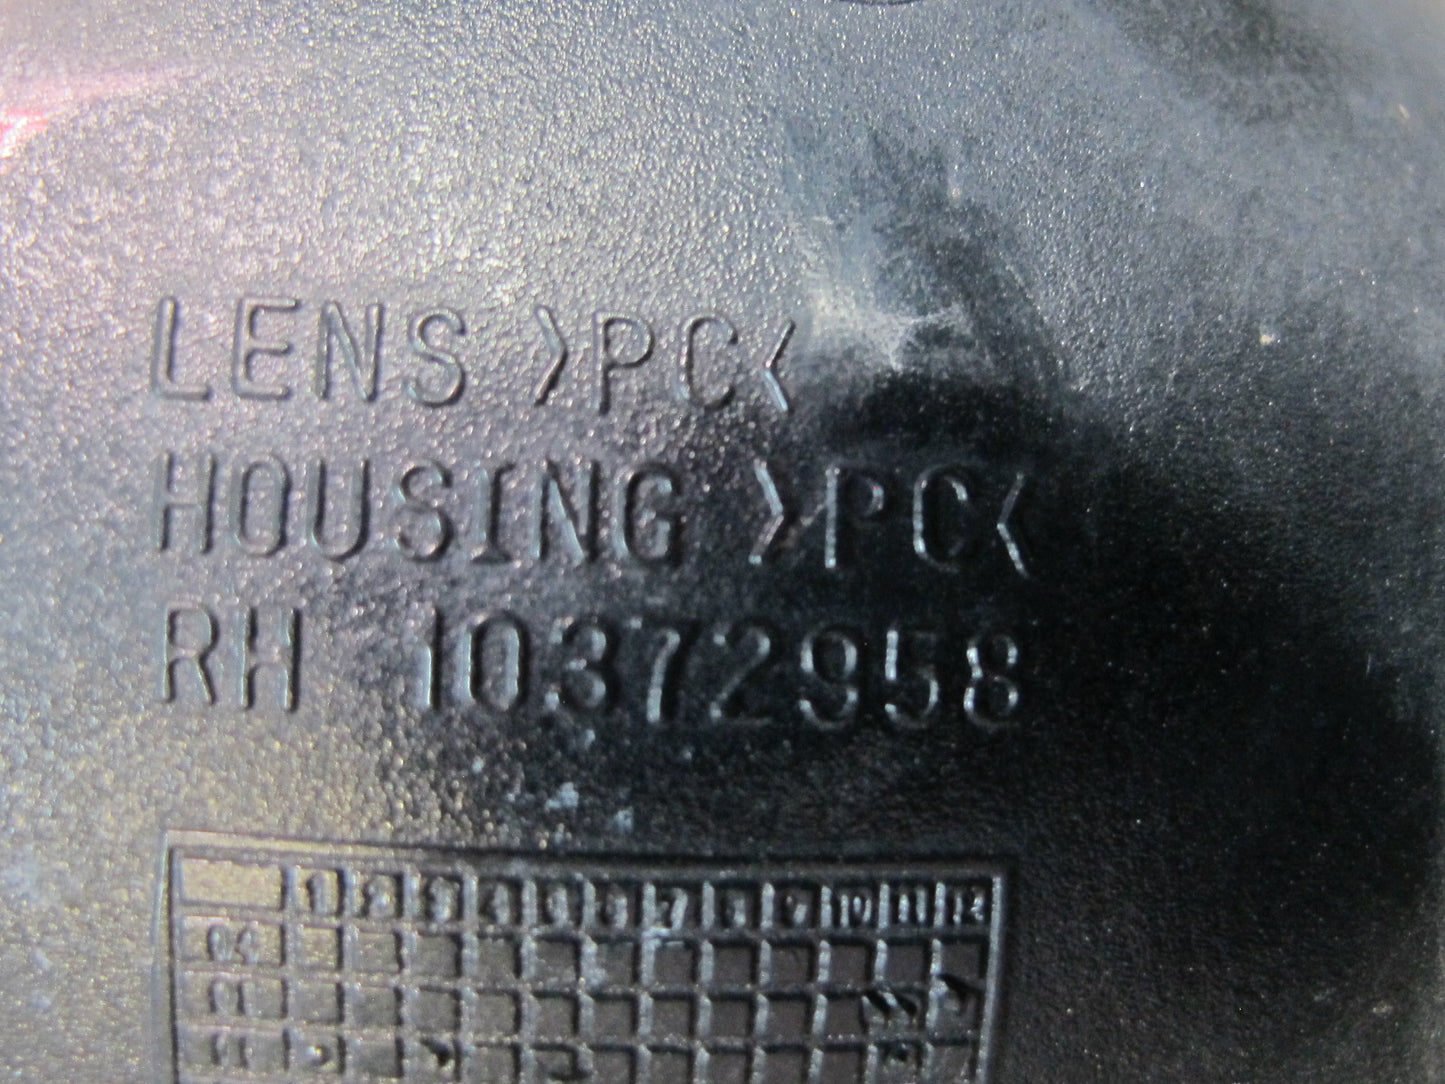 LENS >PC<
HOUSING >PC<
RH 10372958
1 2 3 4 5 6 7 8 9 10 11 12